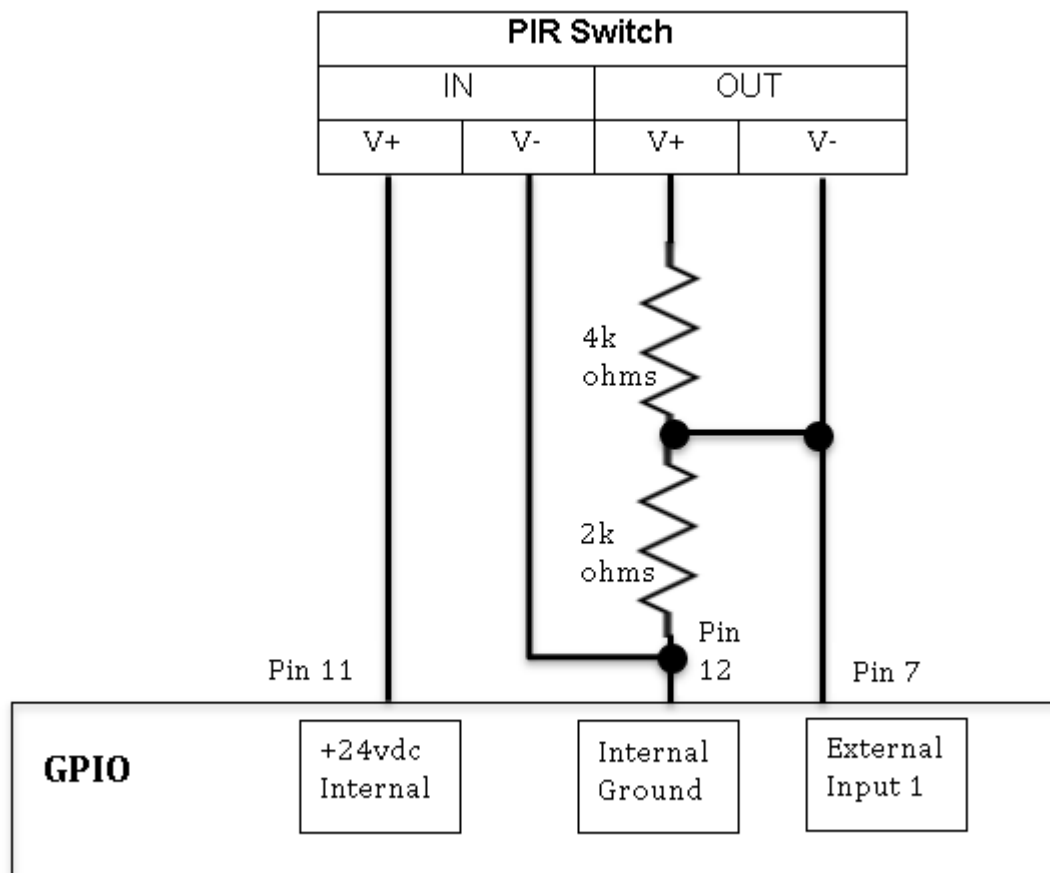 PIR Switch
IN OUT
V+ V- V+ V-
4k
ohms
2k
ohms
Pin
12
Pin 11
Pin 7
GPIO
+24vdc
Internal
Internal
Ground
External
Input 1